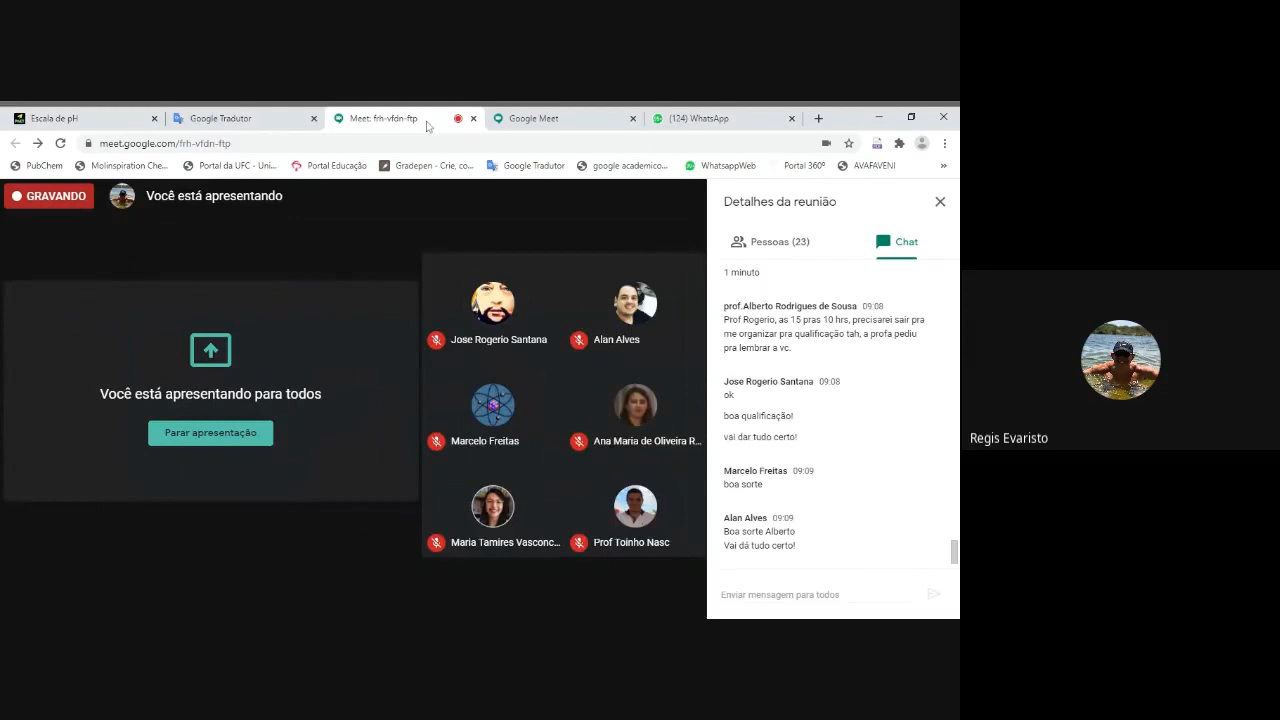 Escala de pH
Google Tradutor
Meet: frh-vfdn-ftp
Google Meet
(124) WhatsApp
meet.google.com/frh-vfdn-ftp
PubChem
Molinspiration Che...
Portal da UFC - Uni...
Portal Educação
Gradepen - Crie, co...
Google Tradutor
google academico...
WhatsappWeb
Portal 360º
AVAFAVENI
»
GRAVANDO
Você está apresentando
Você está apresentando para todos
Parar apresentação
Jose Rogerio Santana
Alan Alves
Marcelo Freitas
Ana Maria de Oliveira R...
Maria Tamires Vasconc...
Prof Toinho Nasc
Detalhes da reunião
Pessoas (23)
Chat
1 minuto
prof.Alberto Rodrigues de Sousa 09:08
Prof Rogerio, as 15 pras 10 hrs, precisarei sair pra
me organizar pra qualificação tah, a profa pediu
pra lembrar a vc.
Jose Rogerio Santana 09:08
ok
boa qualificação!
vai dar tudo certo!
Marcelo Freitas 09:09
boa sorte
Alan Alves 09:09
Boa sorte Alberto
Vai dá tudo certo!
Enviar mensagem para todos
Regis Evaristo